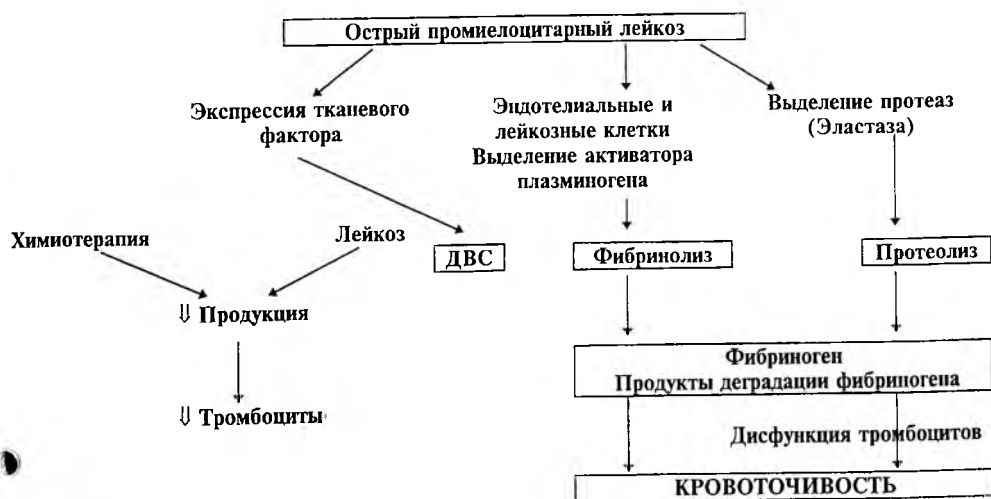 Острый промиелоцитарный лейкоз
Экспрессия тканевого
фактора
Эндотелиальные и
лейкозные клетки
Выделение активатора
плазминогена
Выделение протеаз
(Эластаза)
Химиотерапия
Лейкоз
ДВС
Фибринолиз
Протеолиз
⇓ Продукция
Фибриноген
Продукты деградации фибриногена
⇓ Тромбоциты
Дисфункция тромбоцитов
КРОВОТОЧИВОСТЬ